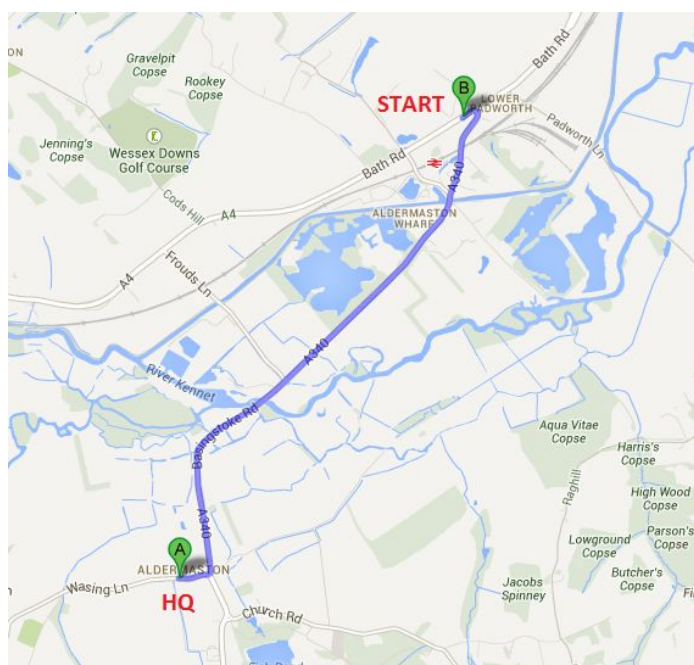 Gravelpit
Copse
Rookey
Copse
Bath Rd
B
START
LOWER
PADWORTH
Padworth Ln
Jenning's
Copse
Wessex Downs
Golf Course
Bath Rd
A340
Cods Hill
A4
ALDERMASTON
WHARF
Frouds Ln
A4
A340
River Kennet
Basingstoke Rd
Aqua Vitae
Copse
Harris's
Copse
Raghill
High Wood
Copse
A340
Parson's
Copse
Lowground
Copse
A
ALDERMASTON
Butcher's
Copse
Wasing Ln
Jacobs
Spinney
HQ
Church Rd